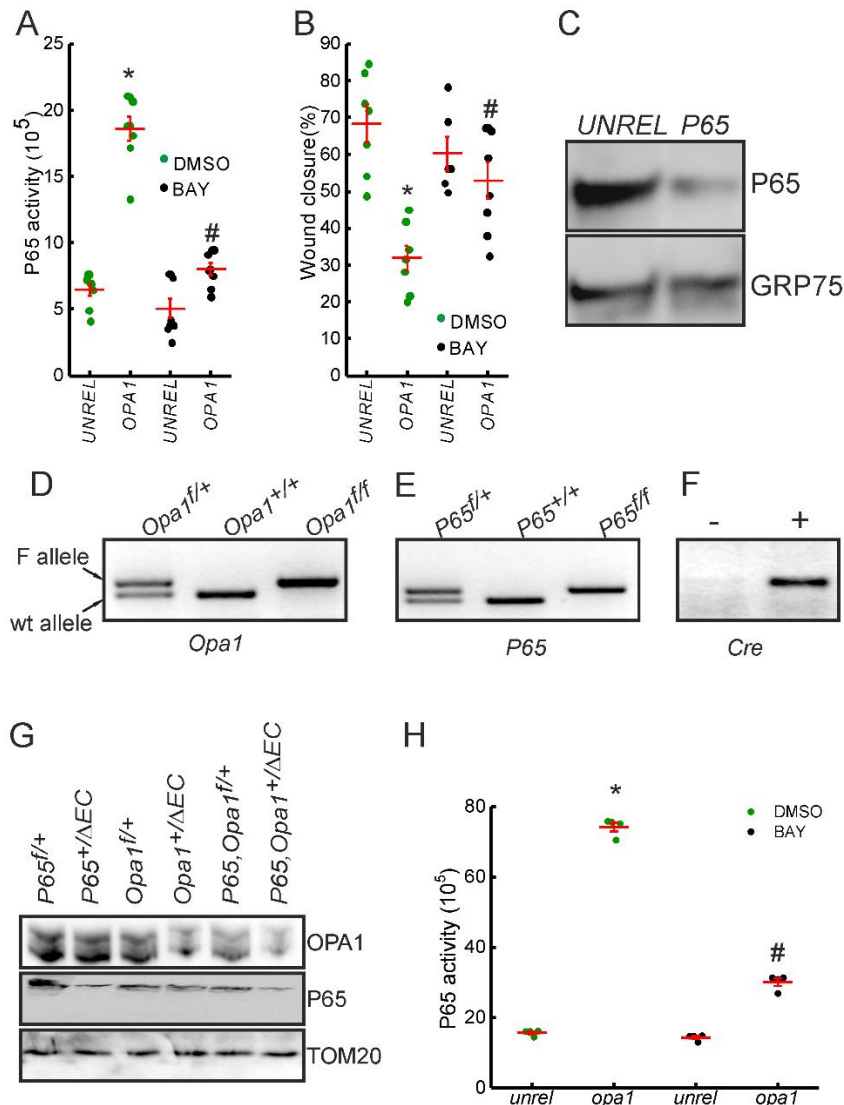 A
P65 activity (10⁵)
25
20
15
10
5
0
*
#
DMSO
BAY
UNREL
OPA1
UNREL
OPA1
B
Wound closure(%)
90
80
70
60
50
40
30
20
10
0
*
#
DMSO
BAY
UNREL
OPA1
UNREL
OPA1
C
UNREL P65
P65
GRP75
D
Opa1f/+ Opa1+/+ Opa1f/f
F allele
wt allele
Opa1
E
P65f/+ P65+/+ P65f/f
P65
F
- +
Cre
G
P65f/+
P65+/ΔEC
Opa1f/+
Opa1+/ΔEC
P65,Opa1f/+
P65,Opa1+/ΔEC
OPA1
P65
TOM20
H
P65 activity (10⁵)
80
60
40
20
0
*
#
DMSO
BAY
unrel
opa1
unrel
opa1